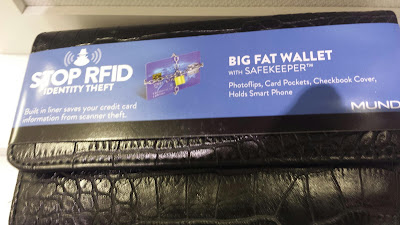 STOP RFID
IDENTITY THEFT
Built in liner saves your credit card
information from scanner theft.
BIG FAT WALLET
WITH SAFEKEEPER™
Photoflips, Card Pockets, Checkbook Cover,
Holds Smart Phone
MUND